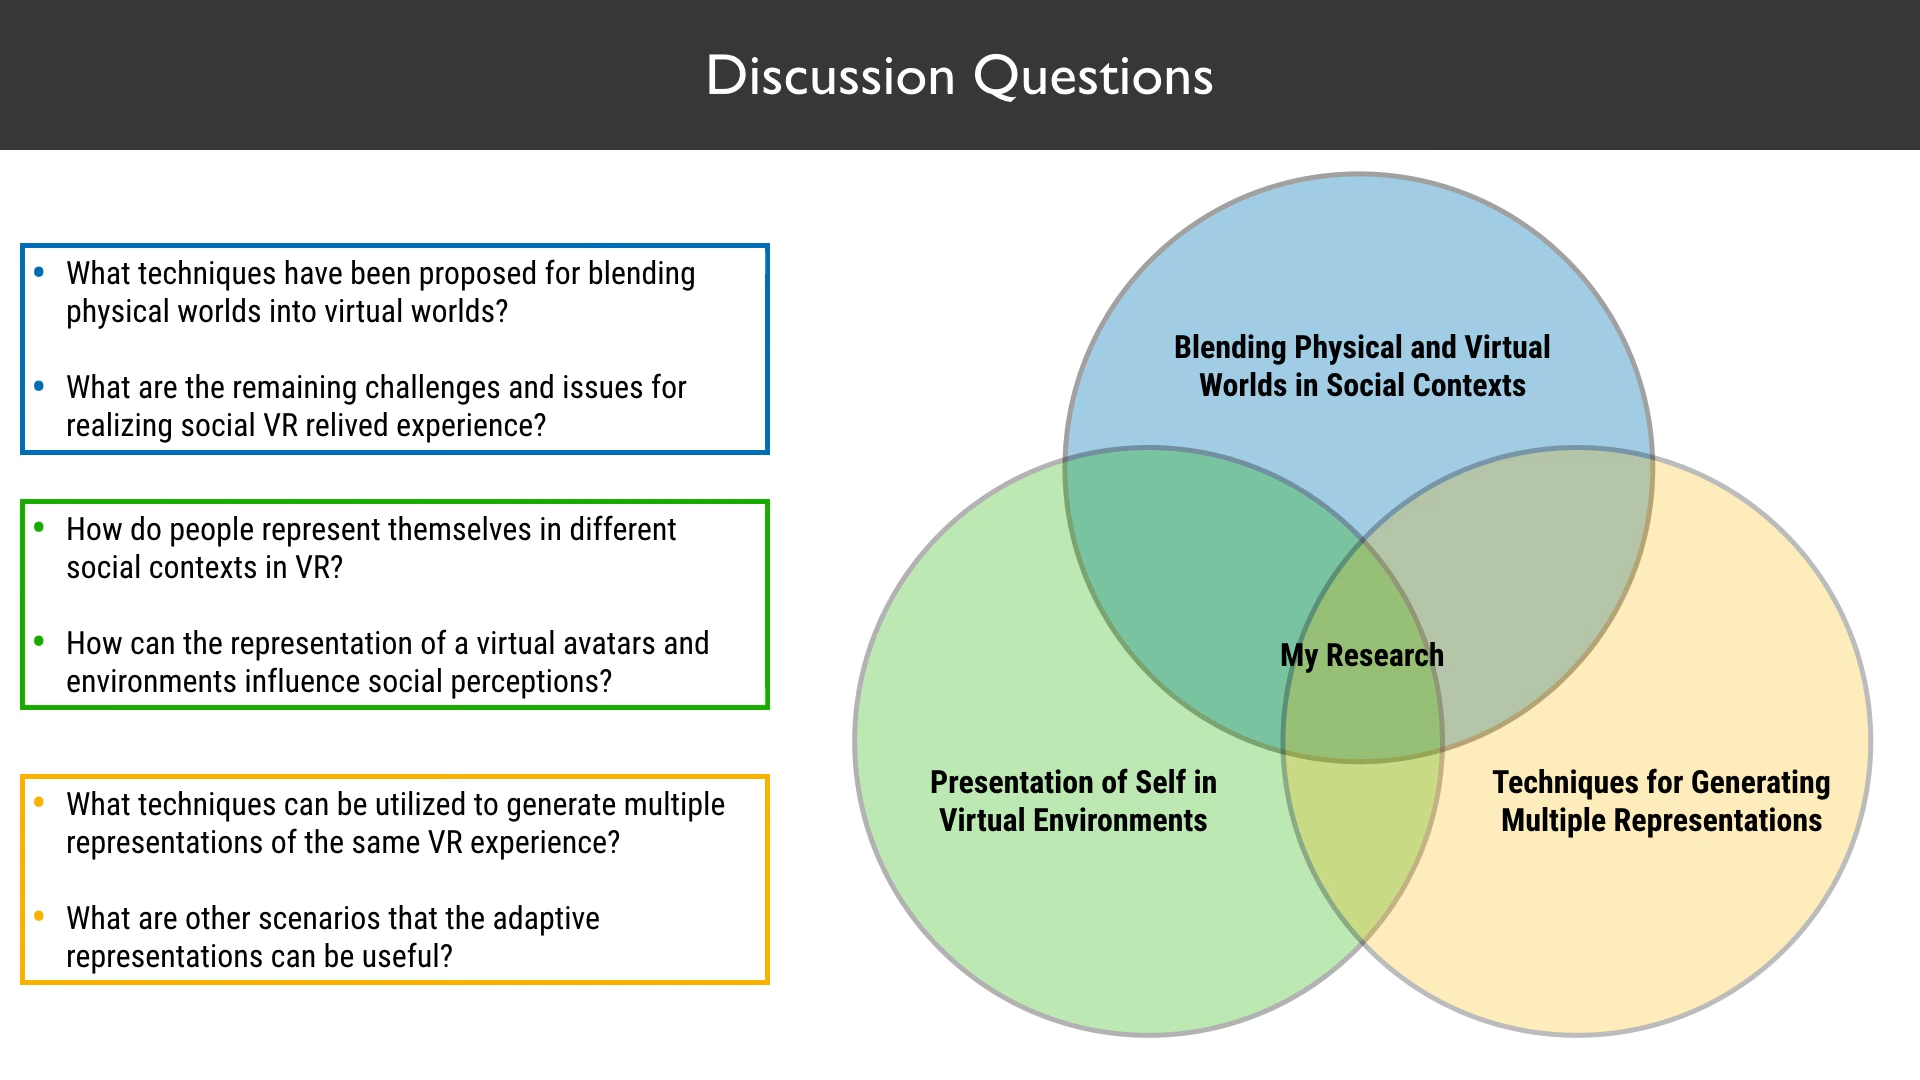 Discussion Questions
• What techniques have been proposed for blending
physical worlds into virtual worlds?
• What are the remaining challenges and issues for
realizing social VR relived experience?
• How do people represent themselves in different
social contexts in VR?
• How can the representation of a virtual avatars and
environments influence social perceptions?
• What techniques can be utilized to generate multiple
representations of the same VR experience?
• What are other scenarios that the adaptive
representations can be useful?
Blending Physical and Virtual
Worlds in Social Contexts
My Research
Presentation of Self in
Virtual Environments
Techniques for Generating
Multiple Representations